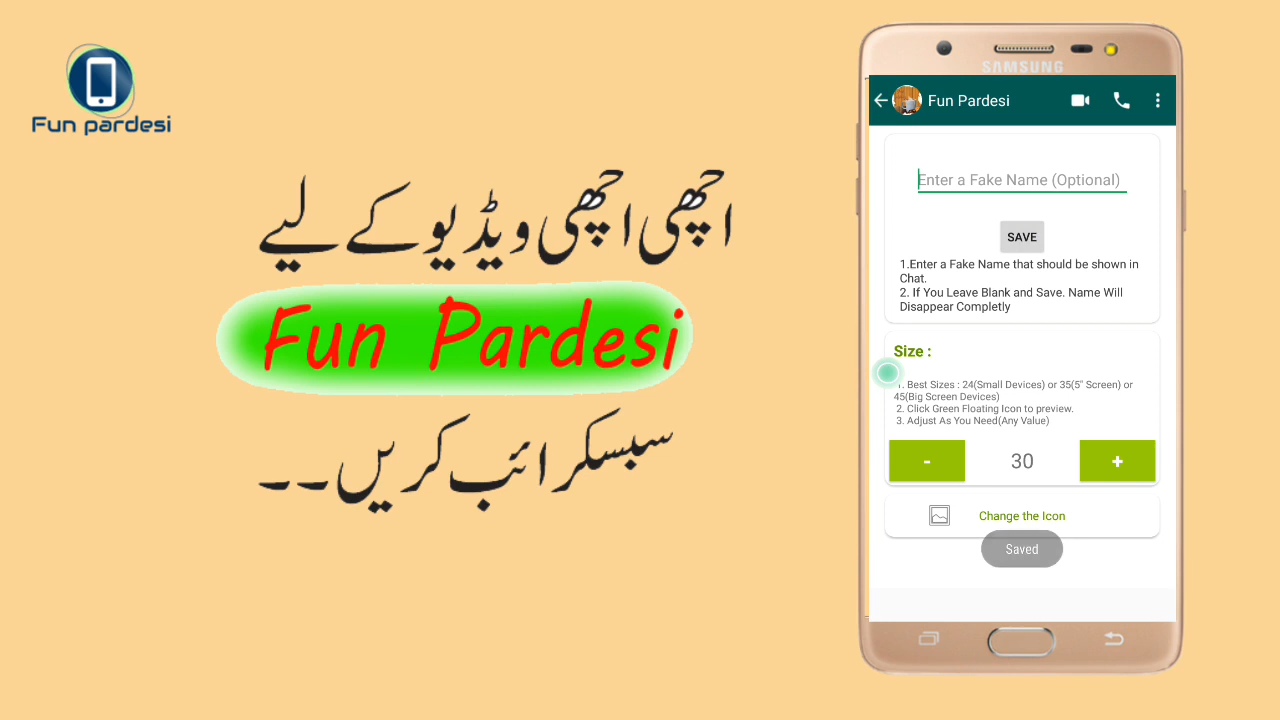 Fun pardesi
اچھی اچھی ویڈیو کے لیے
Fun Pardesi
سبسکرائب کریں۔۔
SAMSUNG
Fun Pardesi
Enter a Fake Name (Optional)
SAVE
1.Enter a Fake Name that should be shown in
Chat.
2. If You Leave Blank and Save. Name Will
Disappear Completly
Size :
1. Best Sizes : 24(Small Devices) or 35(5" Screen) or
45(Big Screen Devices)
2. Click Green Floating Icon to preview.
3. Adjust As You Need(Any Value)
- 30 +
Change the Icon
Saved